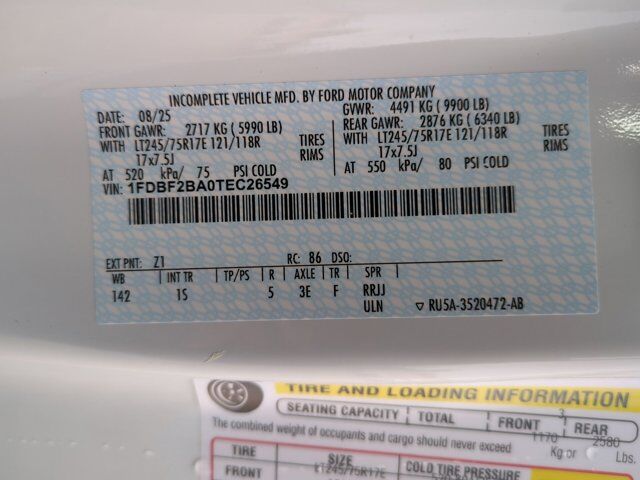 INCOMPLETE VEHICLE MFD. BY FORD MOTOR COMPANY
DATE: 08/25 GVWR: 4491 KG (9900 LB)
FRONT GAWR: 2717 KG (5990 LB) REAR GAWR: 2876 KG (6340 LB)
WITH LT245/75R17E 121/118R TIRES WITH LT245/75R17E 121/118R TIRES
17x7.5J RIMS 17x7.5J RIMS
AT 520 kPa/ 75 PSI COLD AT 550 kPa/ 80 PSI COLD
VIN: 1FDBF2BA0TEC26549
EXT PNT: Z1 RC: 86 DSO:
WB INT TR TP/PS R AXLE TR SPR
142 1S 5 3E F RRJJ
ULN ▽ RU5A-3520472-AB
TIRE AND LOADING INFORMATION
SEATING CAPACITY TOTAL 3 FRONT REAR
The combined weight of occupants and cargo should never exceed 1170 Kg or 2580 Lbs.
TIRE SIZE COLD TIRE PRESSURE
FRONT LT245/75R17E